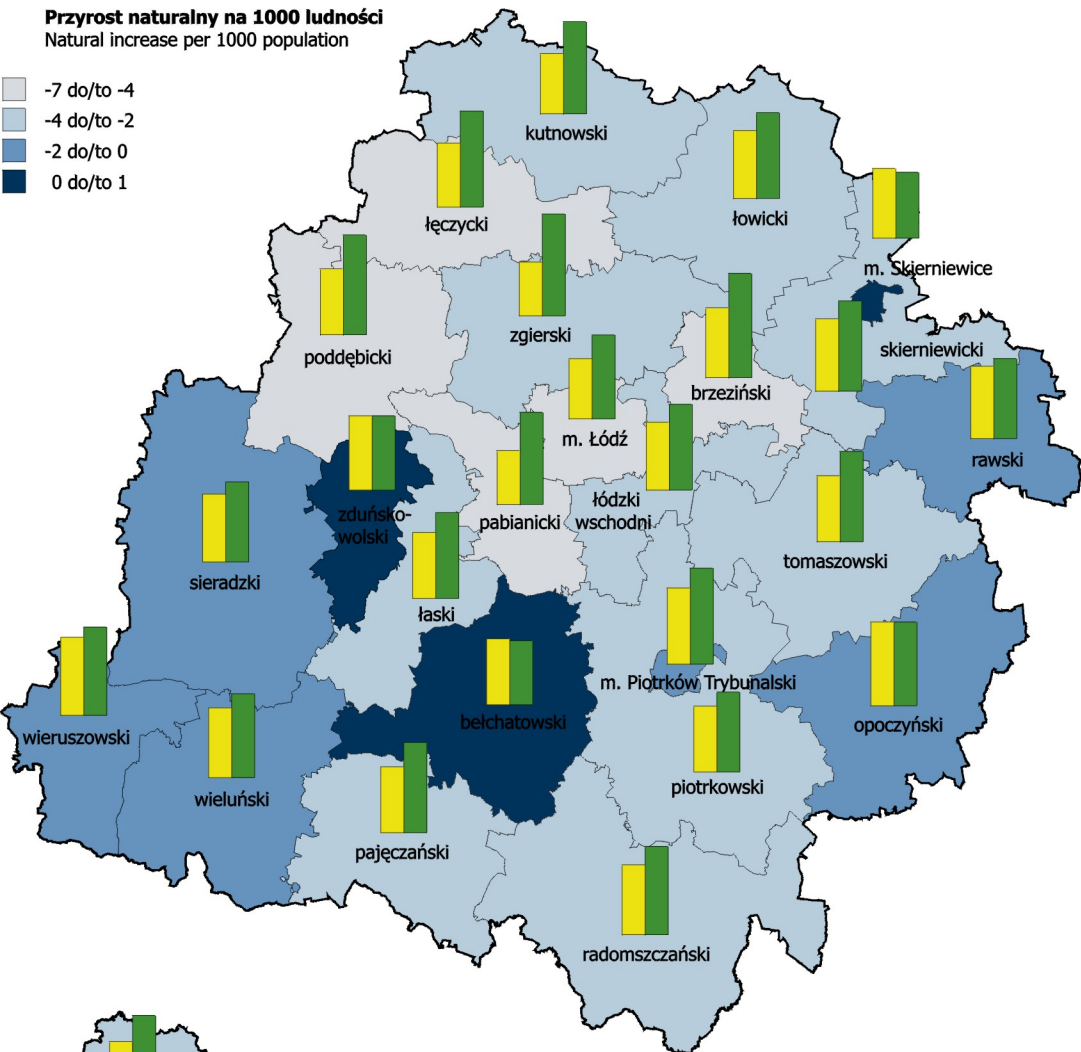 Przyrost naturalny na 1000 ludności
Natural increase per 1000 population
-7 do/to -4
-4 do/to -2
-2 do/to 0
0 do/to 1
kutnowski
łęczycki
łowicki
m. Skierniewice
zgierski
skierniewicki
poddębicki
brzeziński
m. Łódź
rawski
zduńsko-
wolski
pabianicki
łódzki
wschodni
tomaszowski
sieradzki
łaski
m. Piotrków Trybunalski
bełchatowski
opoczyński
wieruszowski
piotrkowski
wieluński
pajęczański
radomszczański